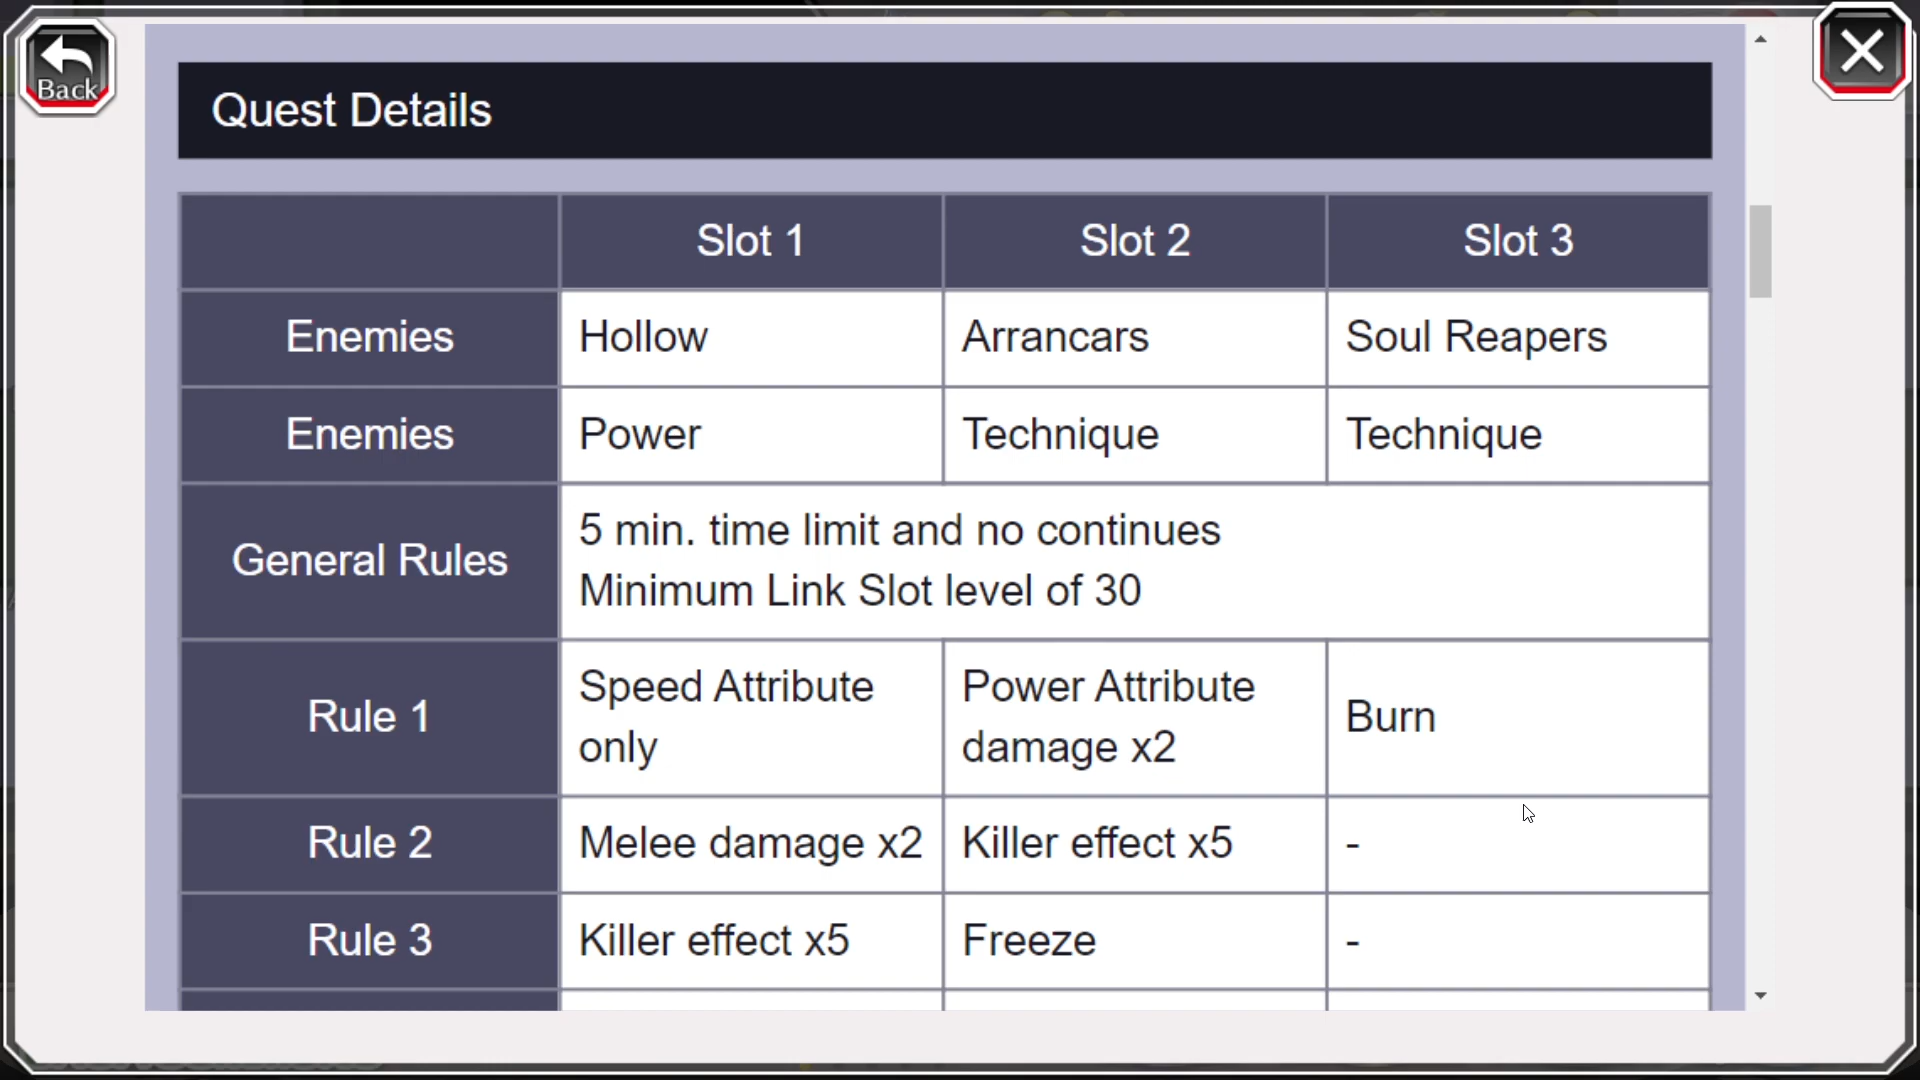 Back
Quest Details
Slot 1 Slot 2 Slot 3
Enemies Hollow Arrancars Soul Reapers
Enemies Power Technique Technique
General Rules
5 min. time limit and no continues
Minimum Link Slot level of 30
Rule 1
Speed Attribute
only
Power Attribute
damage x2
Burn
Rule 2 Melee damage x2 Killer effect x5 -
Rule 3 Killer effect x5 Freeze -